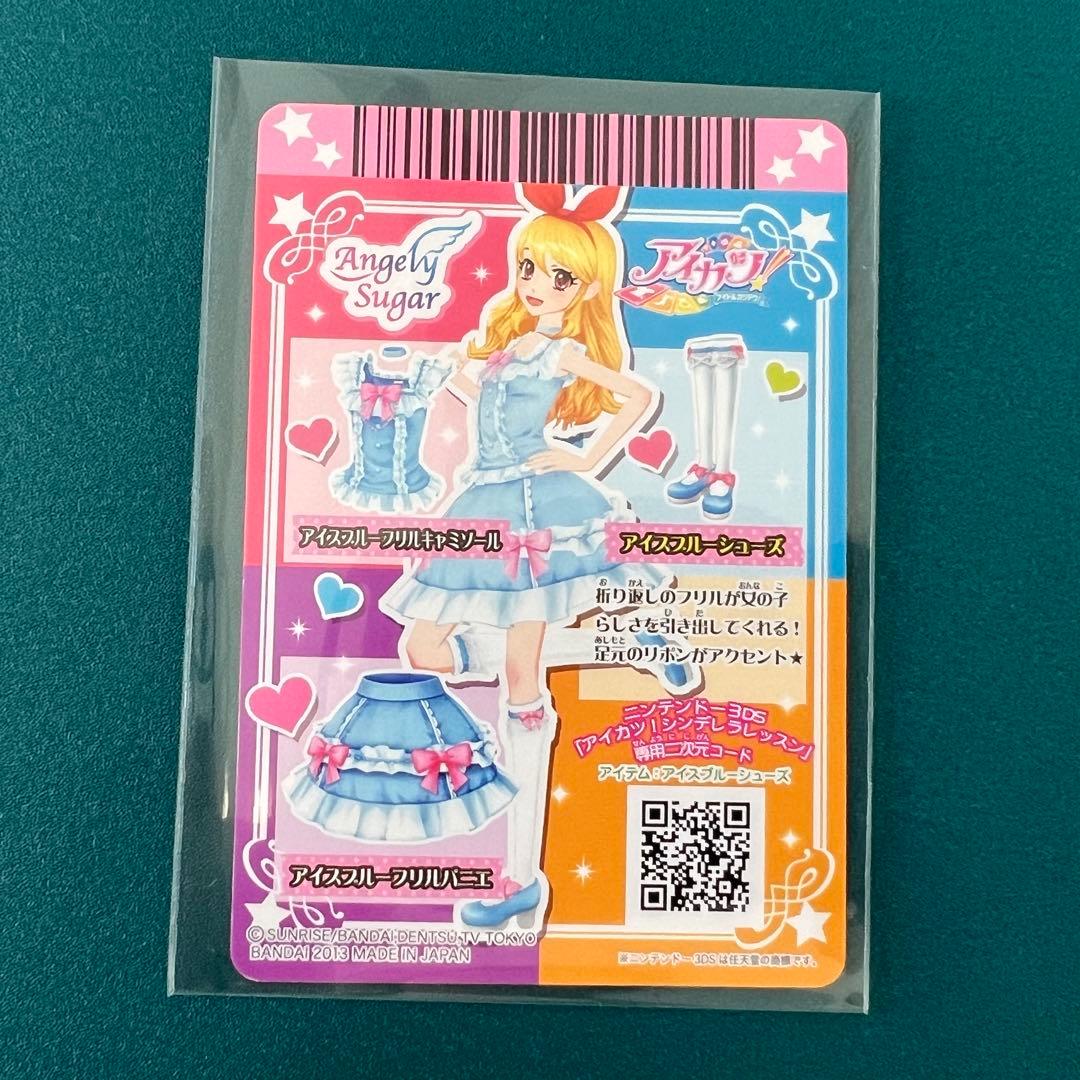 Angely
Sugar
アイカツ!
アイドルカツドウ!
アイスブルーフリルキャミソール
アイスブルーシューズ
折り返しのフリルが女の子
らしさを引き出してくれる!
足元のリボンがアクセント★
ニンテンドー3DS
「アイカツ!シンデレラレッスン」
専用二次元コード
アイテム:アイスブルーシューズ
アイスブルーフリルパニエ
© SUNRISE/BANDAI,DENTSU,TV TOKYO
BANDAI 2013 MADE IN JAPAN
※ニンテンドー3DSは任天堂の商標です。